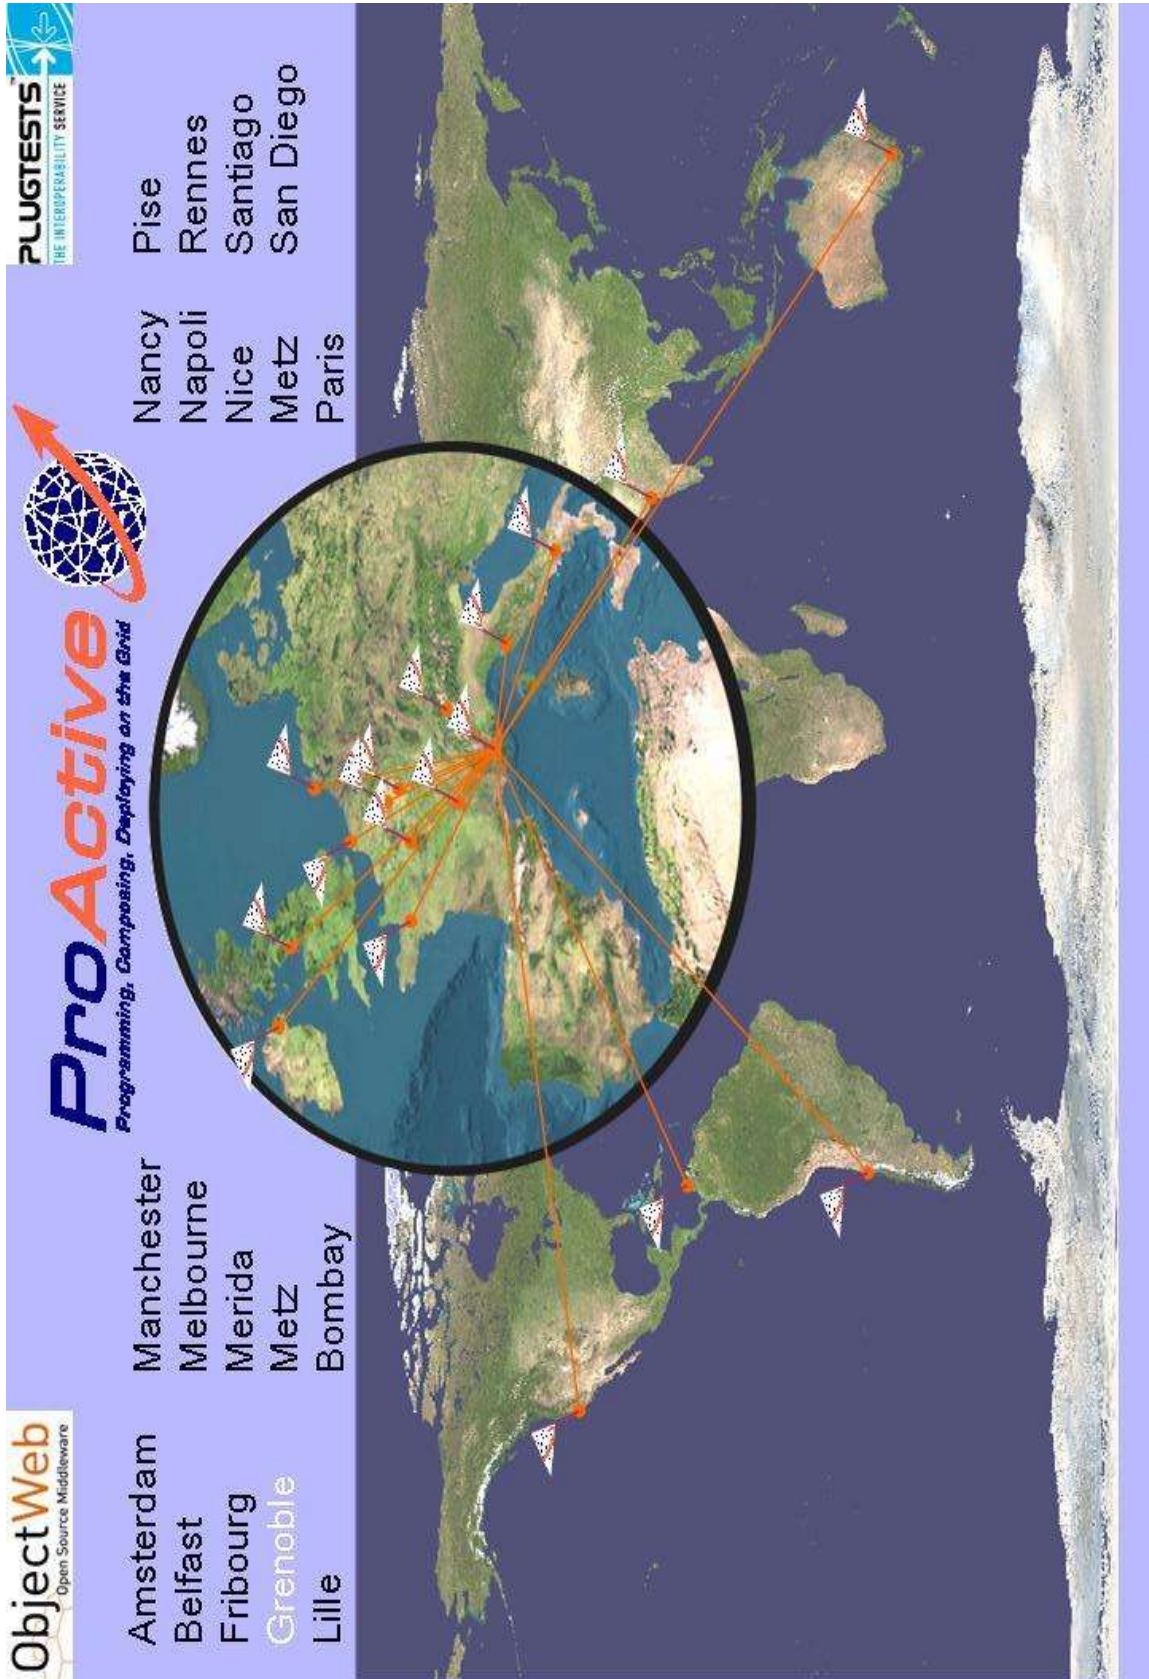 ObjectWeb
Open Source Middleware
ProActive
Programming, Composing, Deploying on the Grid
PLUGTESTS™
THE INTEROPERABILITY SERVICE
Amsterdam
Belfast
Fribourg
Grenoble
Lille
Manchester
Melbourne
Merida
Metz
Bombay
Nancy
Napoli
Nice
Metz
Paris
Pise
Rennes
Santiago
San Diego